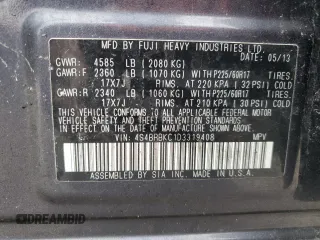 MFD BY FUJI HEAVY INDUSTRIES LTD.
DATE: 05/13
GVWR: 4585 LB (2080 KG)
GAWR:F 2360 LB (1070 KG) WITH P225/60R17 TIRES,
17X7J RIMS, AT 220 KPA ( 32 PSI) COLD
GAWR:R 2340 LB (1060 KG) WITH P225/60R17 TIRES,
17X7J RIMS, AT 210 KPA ( 30 PSI) COLD
THIS VEHICLE CONFORMS TO ALL APPLICABLE
FEDERAL MOTOR VEHICLE SAFETY, BUMPER
AND THEFT PREVENTION STANDARDS IN EFFECT
ON THE DATE OF MANUFACTURE SHOWN ABOVE.
VIN: 4S4BRBKC1D3319408 MPV
ASSEMBLED BY SIA INC. MADE IN U.S.A.
© AutoBidMaster